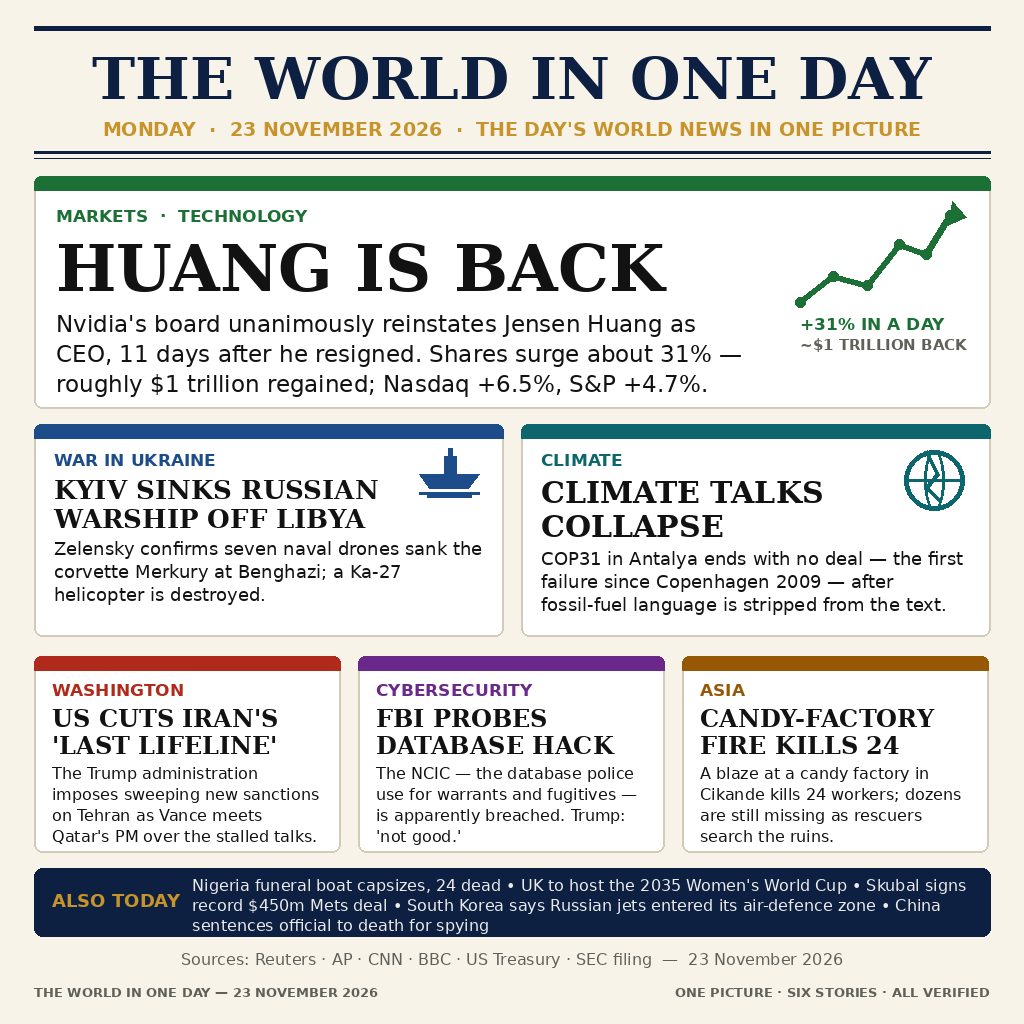 THE WORLD IN ONE DAY
MONDAY · 23 NOVEMBER 2026 · THE DAY'S WORLD NEWS IN ONE PICTURE
MARKETS · TECHNOLOGY
HUANG IS BACK
Nvidia's board unanimously reinstates Jensen Huang as
CEO, 11 days after he resigned. Shares surge about 31% —
roughly $1 trillion regained; Nasdaq +6.5%, S&P +4.7%.
+31% IN A DAY
~$1 TRILLION BACK
WAR IN UKRAINE
KYIV SINKS RUSSIAN
WARSHIP OFF LIBYA
Zelensky confirms seven naval drones sank the
corvette Merkury at Benghazi; a Ka-27
helicopter is destroyed.
CLIMATE
CLIMATE TALKS
COLLAPSE
COP31 in Antalya ends with no deal — the first
failure since Copenhagen 2009 — after
fossil-fuel language is stripped from the text.
WASHINGTON
US CUTS IRAN'S
'LAST LIFELINE'
The Trump administration
imposes sweeping new sanctions
on Tehran as Vance meets
Qatar's PM over the stalled talks.
CYBERSECURITY
FBI PROBES
DATABASE HACK
The NCIC — the database police
use for warrants and fugitives —
is apparently breached. Trump:
'not good.'
ASIA
CANDY-FACTORY
FIRE KILLS 24
A blaze at a candy factory in
Cikande kills 24 workers; dozens
are still missing as rescuers
search the ruins.
ALSO TODAY
Nigeria funeral boat capsizes, 24 dead • UK to host the 2035 Women's World Cup • Skubal signs
record $450m Mets deal • South Korea says Russian jets entered its air-defence zone • China
sentences official to death for spying
Sources: Reuters · AP · CNN · BBC · US Treasury · SEC filing — 23 November 2026
THE WORLD IN ONE DAY — 23 NOVEMBER 2026
ONE PICTURE · SIX STORIES · ALL VERIFIED